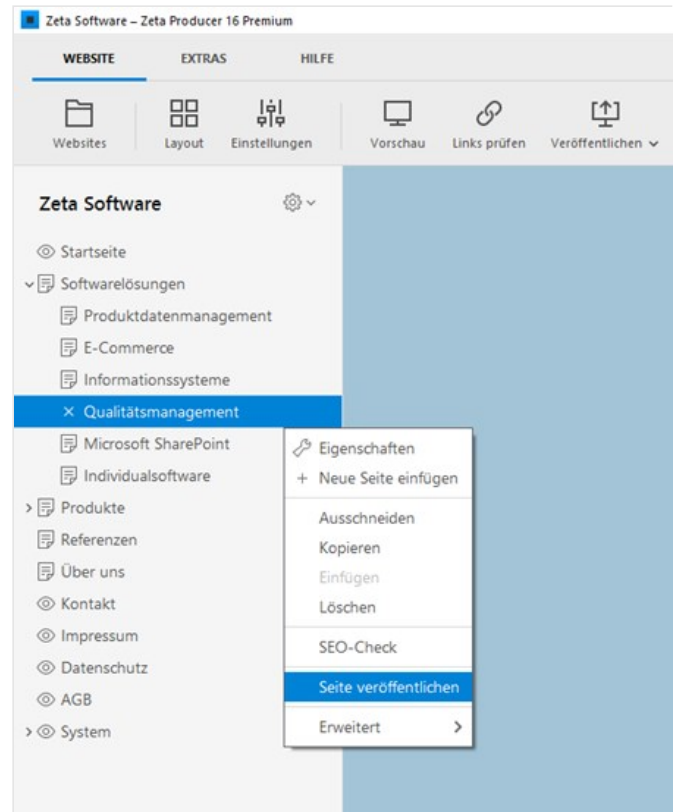 Zeta Software – Zeta Producer 16 Premium
WEBSITE EXTRAS HILFE
Websites Layout Einstellungen Vorschau Links prüfen Veröffentlichen
Zeta Software
Startseite
Softwarelösungen
Produktdatenmanagement
E-Commerce
Informationssysteme
Qualitätsmanagement
Microsoft SharePoint
Individualsoftware
Produkte
Referenzen
Über uns
Kontakt
Impressum
Datenschutz
AGB
System
Eigenschaften
Neue Seite einfügen
Ausschneiden
Kopieren
Einfügen
Löschen
SEO-Check
Seite veröffentlichen
Erweitert